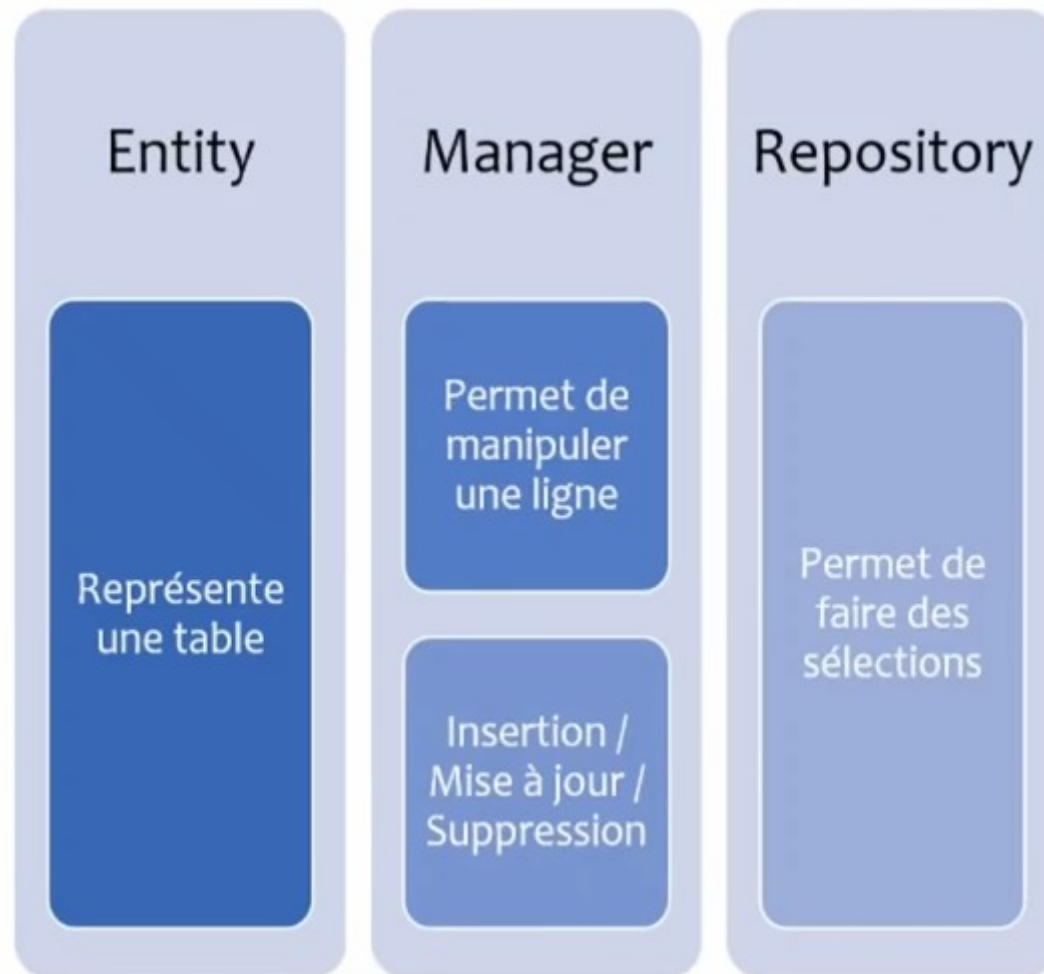 Entity
Représente
une table
Manager
Permet de
manipuler
une ligne
Insertion /
Mise à jour /
Suppression
Repository
Permet de
faire des
sélections